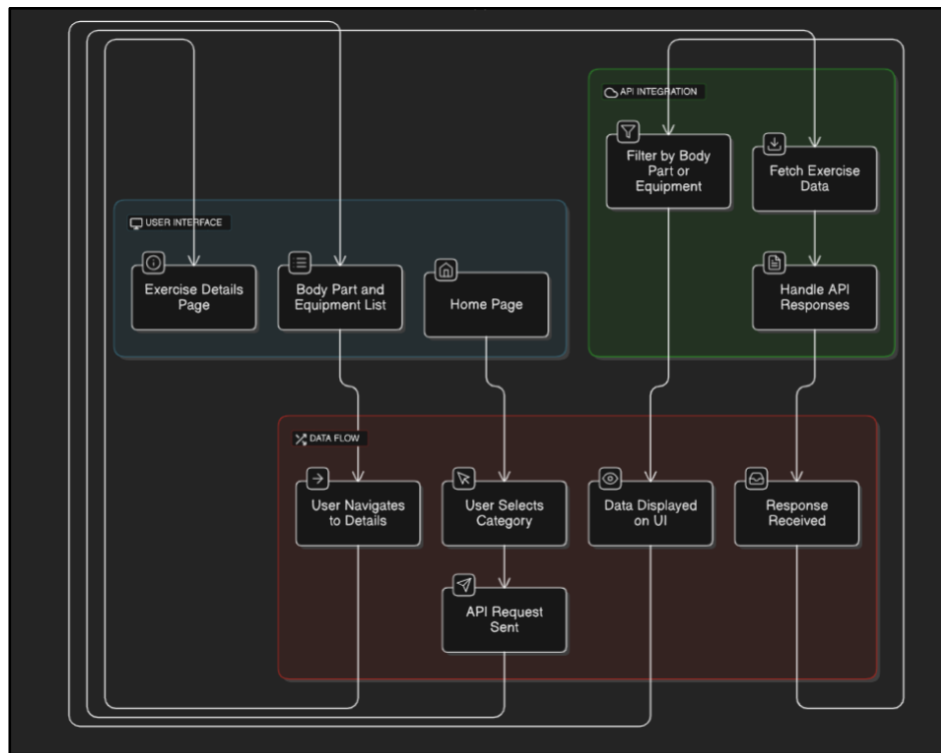 API INTEGRATION
Filter by Body
Part or
Equipment
Fetch Exercise
Data
USER INTERFACE
Exercise Details
Page
Body Part and
Equipment List
Home Page
Handle API
Responses
DATA FLOW
User Navigates
to Details
User Selects
Category
Data Displayed
on UI
Response
Received
API Request
Sent